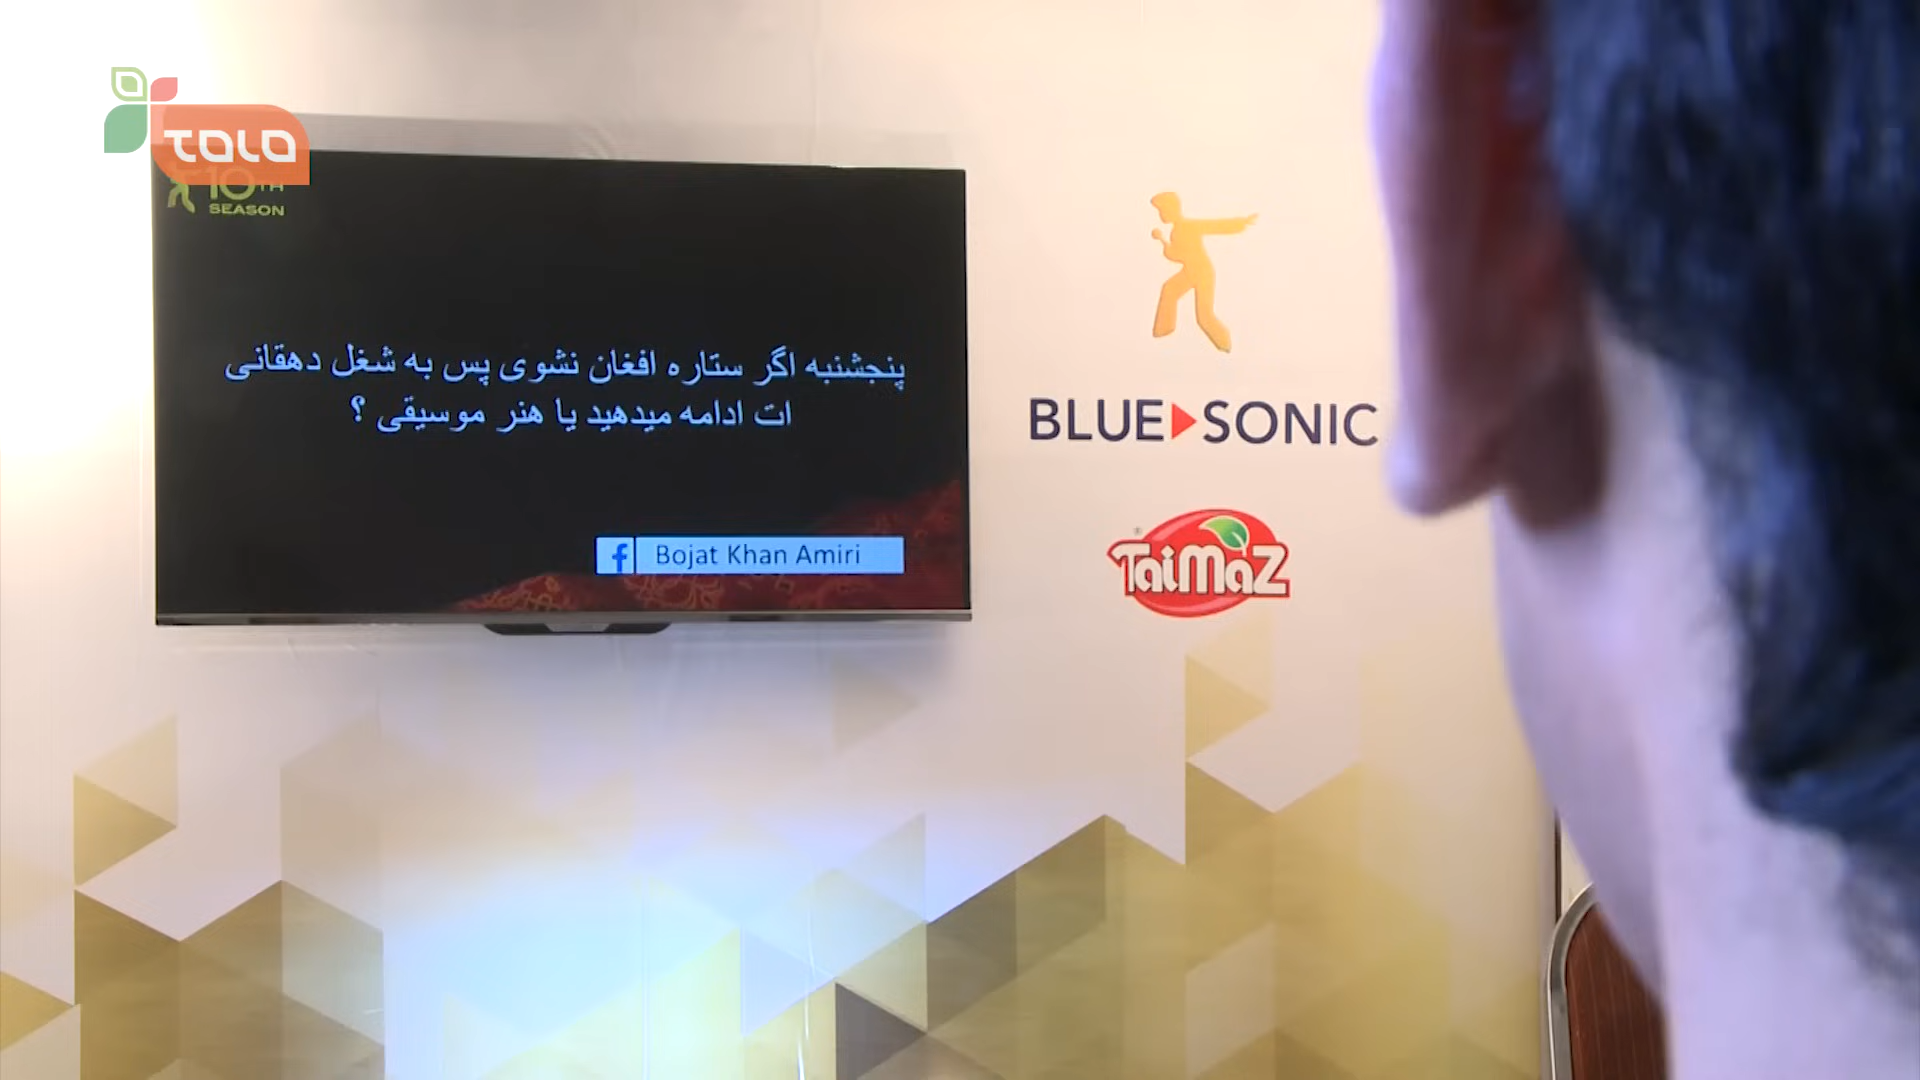 TOLO
10TH
SEASON
پنجشنبه اگر ستاره افغان نشوی پس به شغل دهقانی
ات ادامه میدهید یا هنر موسیقی ؟
Bojat Khan Amiri
BLUE SONIC
TaiMaZ